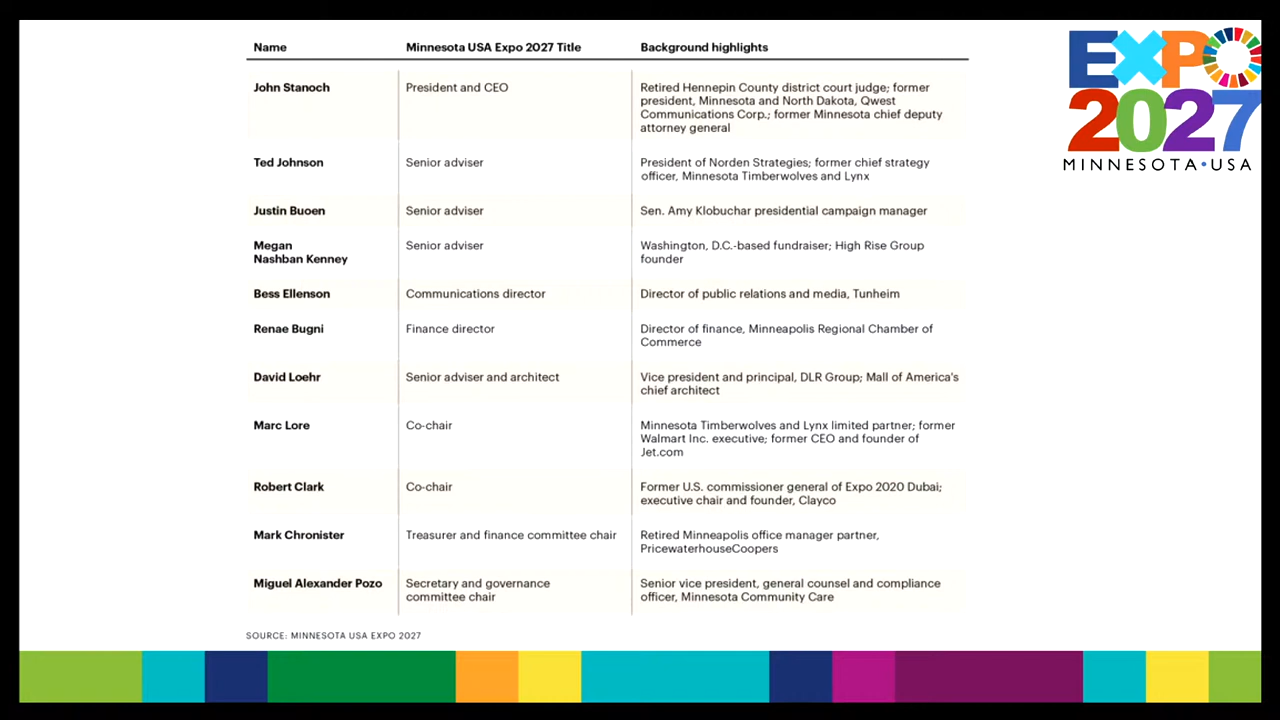 Name Minnesota USA Expo 2027 Title Background highlights
John Stanoch President and CEO Retired Hennepin County district court judge; former
president, Minnesota and North Dakota, Qwest
Communications Corp.; former Minnesota chief deputy
attorney general
Ted Johnson Senior adviser President of Norden Strategies; former chief strategy
officer, Minnesota Timberwolves and Lynx
Justin Buoen Senior adviser Sen. Amy Klobuchar presidential campaign manager
Megan Senior adviser Washington, D.C.-based fundraiser; High Rise Group
Nashban Kenney founder
Bess Ellenson Communications director Director of public relations and media, Tunheim
Renae Bugni Finance director Director of finance, Minneapolis Regional Chamber of
Commerce
David Loehr Senior adviser and architect Vice president and principal, DLR Group; Mall of America's
chief architect
Marc Lore Co-chair Minnesota Timberwolves and Lynx limited partner; former
Walmart Inc. executive; former CEO and founder of
Jet.com
Robert Clark Co-chair Former U.S. commissioner general of Expo 2020 Dubai;
executive chair and founder, Clayco
Mark Chronister Treasurer and finance committee chair Retired Minneapolis office manager partner,
PricewaterhouseCoopers
Miguel Alexander Pozo Secretary and governance Senior vice president, general counsel and compliance
committee chair officer, Minnesota Community Care
SOURCE: MINNESOTA USA EXPO 2027
EXPO
2027
MINNESOTA•USA